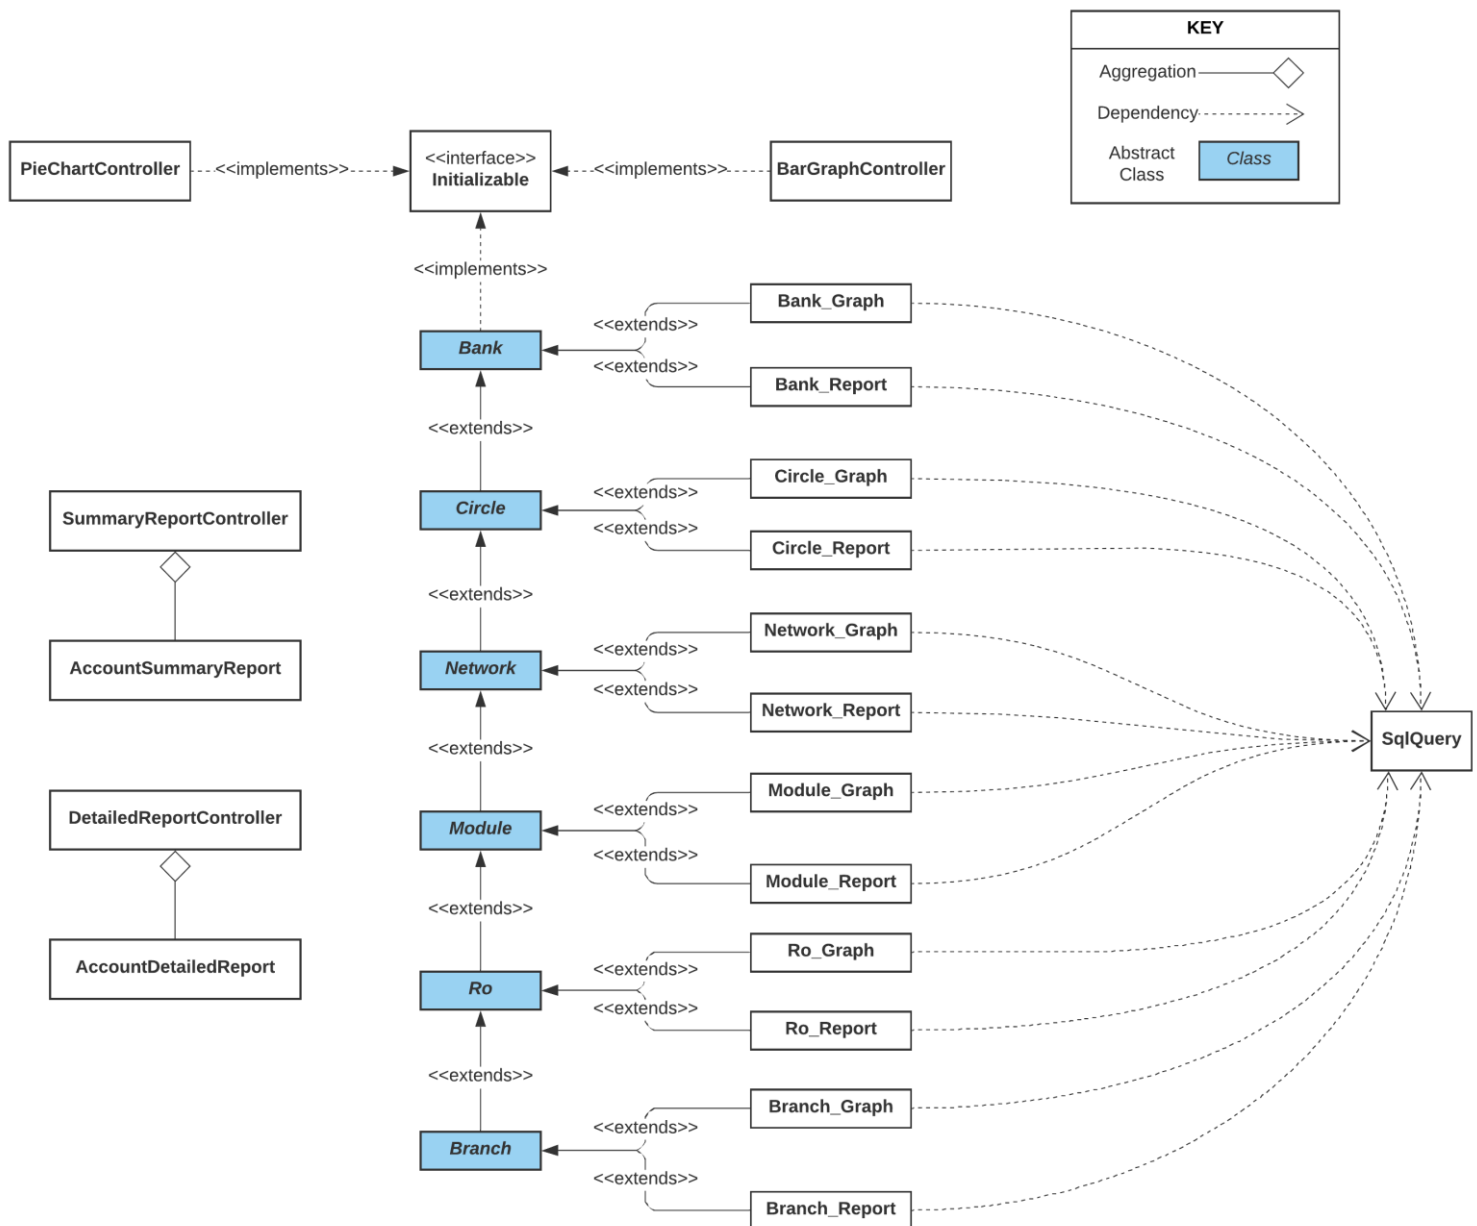 KEY
Aggregation
Dependency
Abstract
Class
Class
PieChartController
<<implements>>
<<interface>>
Initializable
<<implements>>
BarGraphController
<<implements>>
Bank_Graph
<<extends>>
Bank
<<extends>>
Bank_Report
<<extends>>
Circle_Graph
<<extends>>
SummaryReportController
Circle
<<extends>>
Circle_Report
<<extends>>
Network_Graph
<<extends>>
AccountSummaryReport
Network
<<extends>>
Network_Report
SqlQuery
<<extends>>
Module_Graph
<<extends>>
DetailedReportController
Module
<<extends>>
Module_Report
<<extends>>
Ro_Graph
<<extends>>
AccountDetailedReport
Ro
<<extends>>
Ro_Report
<<extends>>
Branch_Graph
<<extends>>
Branch
<<extends>>
Branch_Report